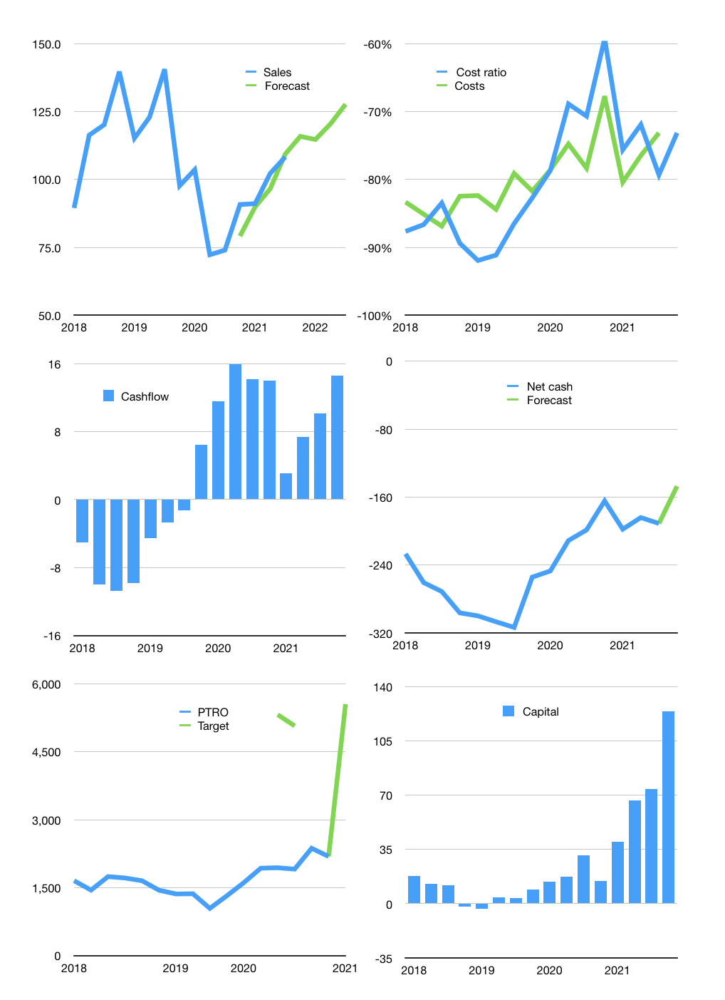 150.0
125.0
100.0
75.0
50.0
2018 2019 2020 2021 2022
Sales
Forecast
-60%
-70%
-80%
-90%
-100%
2018 2019 2020 2021
Cost ratio
Costs
16
8
0
-8
-16
2018 2019 2020 2021
Cashflow
0
-80
-160
-240
-320
2018 2019 2020 2021
Net cash
Forecast
6,000
4,500
3,000
1,500
0
2018 2019 2020 2021
PTRO
Target
140
105
70
35
0
-35
2018 2019 2020 2021
Capital